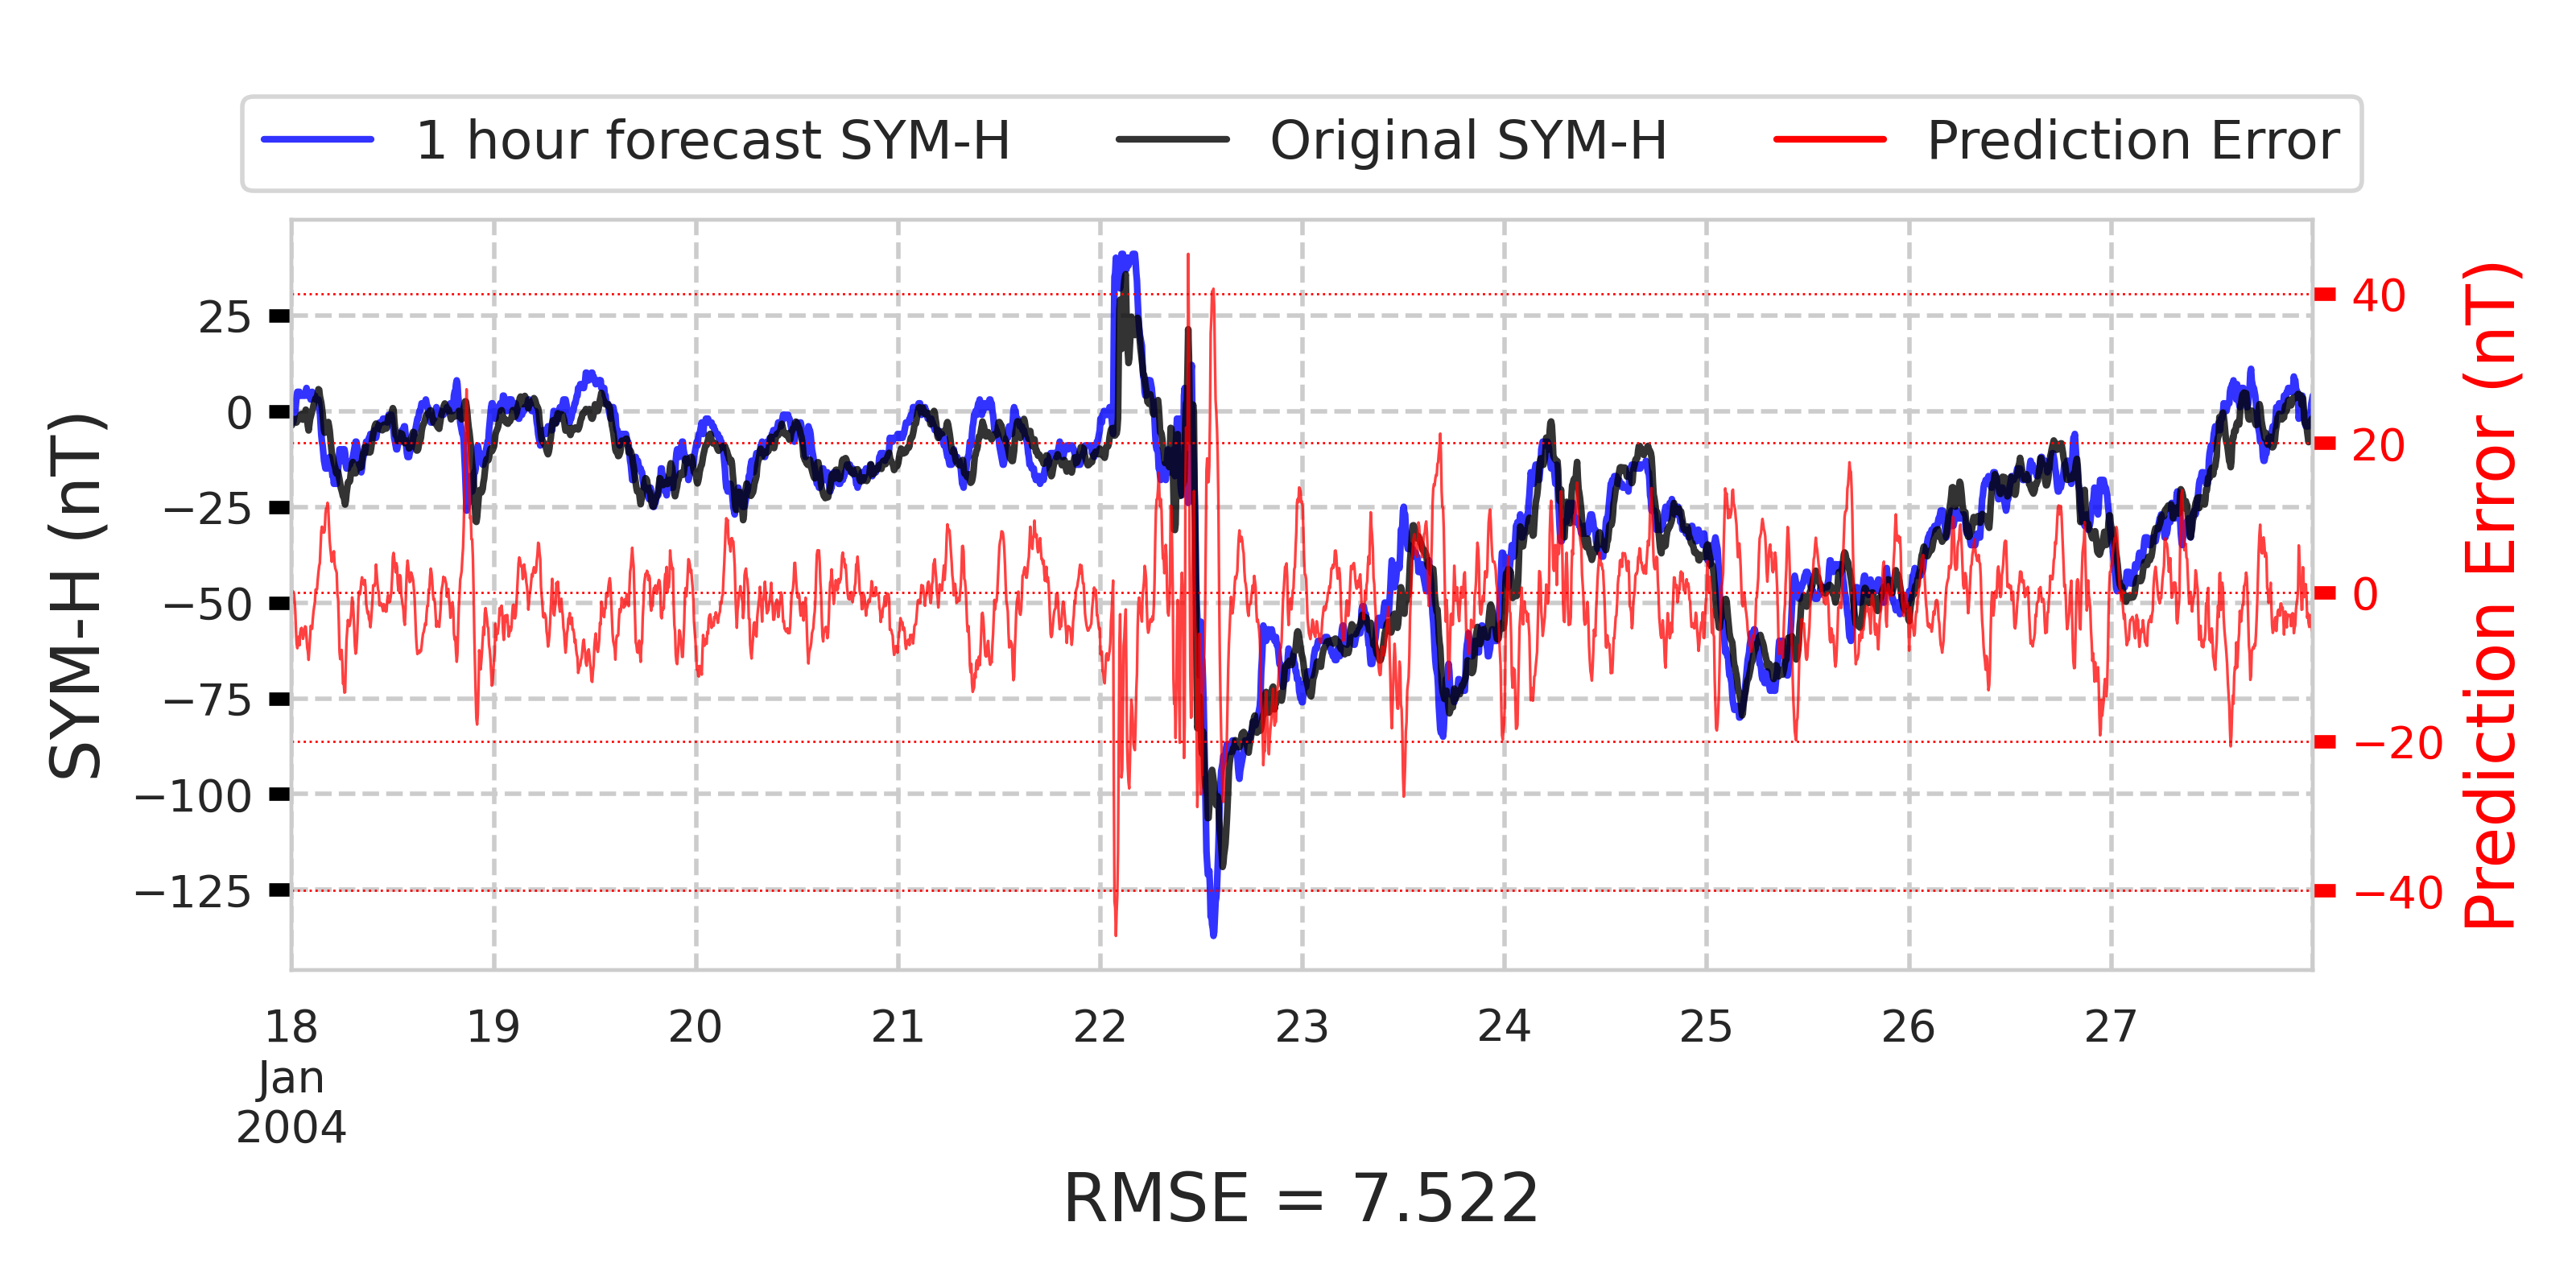 1 hour forecast SYM-H Original SYM-H Prediction Error
SYM-H (nT)
25
0
−25
−50
−75
−100
−125
40
20
0
−20
−40
Prediction Error (nT)
18 19 20 21 22 23 24 25 26 27
Jan
2004
RMSE = 7.522